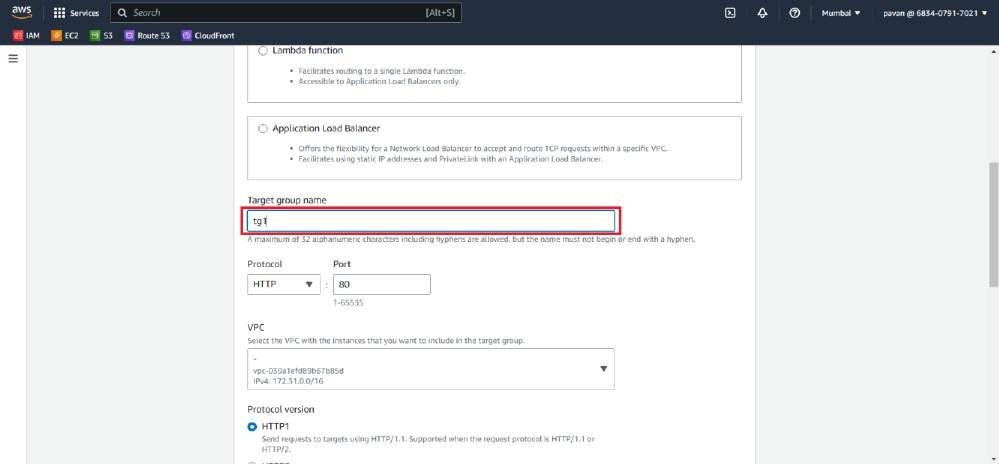 aws
Services
Search
[Alt+S]
Mumbai
pavan @ 6834-0791-7021
IAM
EC2
S3
Route 53
CloudFront
Lambda function
Facilitates routing to a single Lambda function.
Accessible to Application Load Balancers only.
Application Load Balancer
Offers the flexibility for a Network Load Balancer to accept and route TCP requests within a specific VPC.
Facilitates using static IP addresses and PrivateLink with an Application Load Balancer.
Target group name
tg1
A maximum of 32 alphanumeric characters including hyphens are allowed, but the name must not begin or end with a hyphen.
Protocol
Port
HTTP
:
80
1-65535
VPC
Select the VPC with the instances that you want to include in the target group.
-
vpc-039a1efd89b67b85d
IPv4: 172.31.0.0/16
Protocol version
HTTP1
Send requests to targets using HTTP/1.1. Supported when the request protocol is HTTP/1.1 or
HTTP/2.